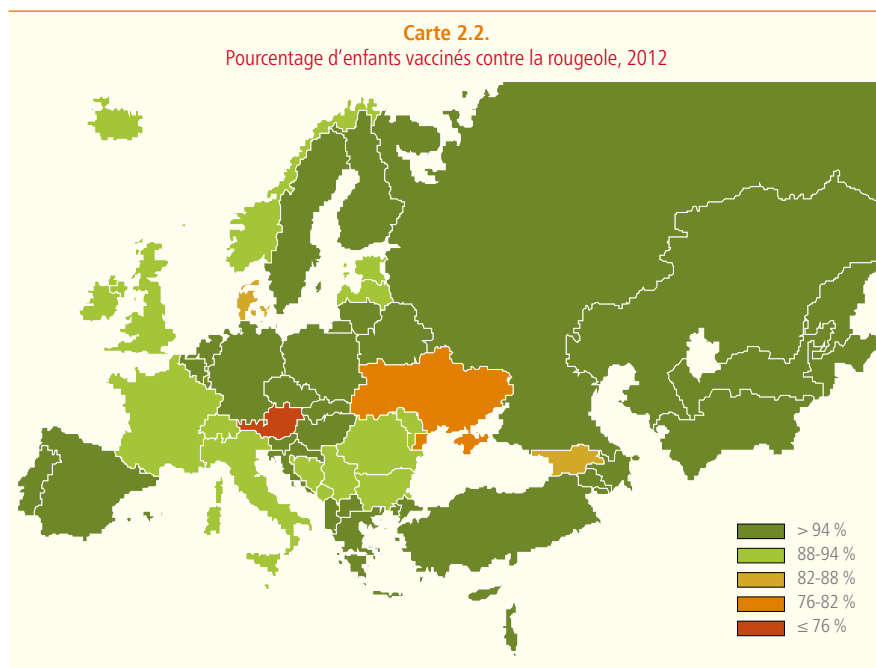 Carte 2.2.
Pourcentage d’enfants vaccinés contre la rougeole, 2012
> 94 %
88-94 %
82-88 %
76-82 %
≤ 76 %